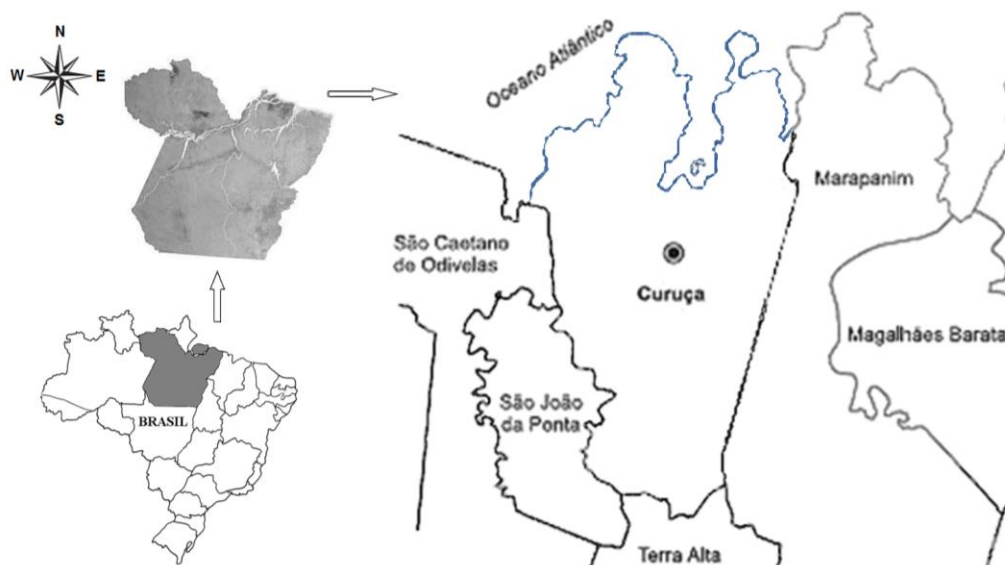 N
W
E
S
BRASIL
Oceano Atlântico
São Caetano
de Odivelas
Curuça
Marapanim
Magalhães Barata
São João
da Ponta
Terra Alta